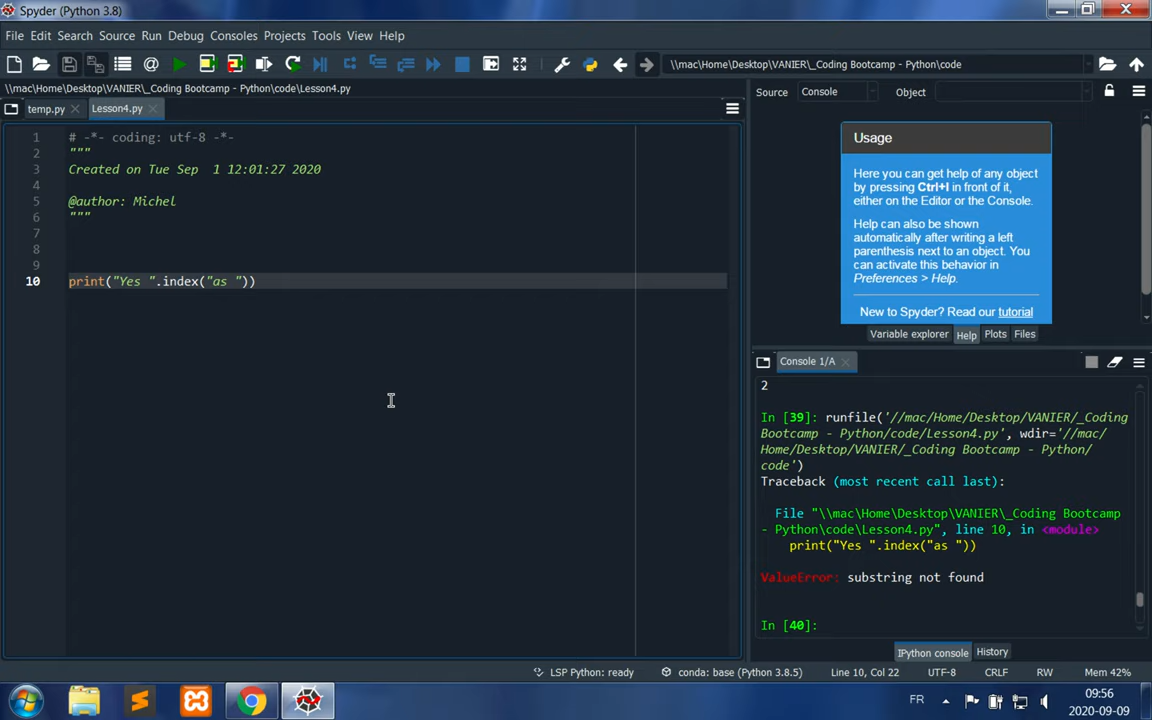 Spyder (Python 3.8)
File Edit Search Source Run Debug Consoles Projects Tools View Help
\\mac\Home\Desktop\VANIER\_Coding Bootcamp - Python\code
\\mac\Home\Desktop\VANIER\_Coding Bootcamp - Python\code\Lesson4.py
temp.py Lesson4.py
1 # -*- coding: utf-8 -*-
2 """
3 Created on Tue Sep  1 12:01:27 2020
4
5 @author: Michel
6 """
7
8
9
10 print("Yes ".index("as "))
Source Console Object
Usage
Here you can get help of any object
by pressing Ctrl+I in front of it,
either on the Editor or the Console.
Help can also be shown
automatically after writing a left
parenthesis next to an object. You
can activate this behavior in
Preferences > Help.
New to Spyder? Read our tutorial
Variable explorer Help Plots Files
Console 1/A
2
In [39]: runfile('//mac/Home/Desktop/VANIER/_Coding
Bootcamp - Python/code/Lesson4.py', wdir='//mac/
Home/Desktop/VANIER/_Coding Bootcamp - Python/
code')
Traceback (most recent call last):
File "\\mac\Home\Desktop\VANIER\_Coding Bootcamp
- Python\code\Lesson4.py", line 10, in <module>
print("Yes ".index("as "))
ValueError: substring not found
In [40]:
IPython console History
LSP Python: ready conda: base (Python 3.8.5) Line 10, Col 22 UTF-8 CRLF RW Mem 42%
FR 09:56
2020-09-09